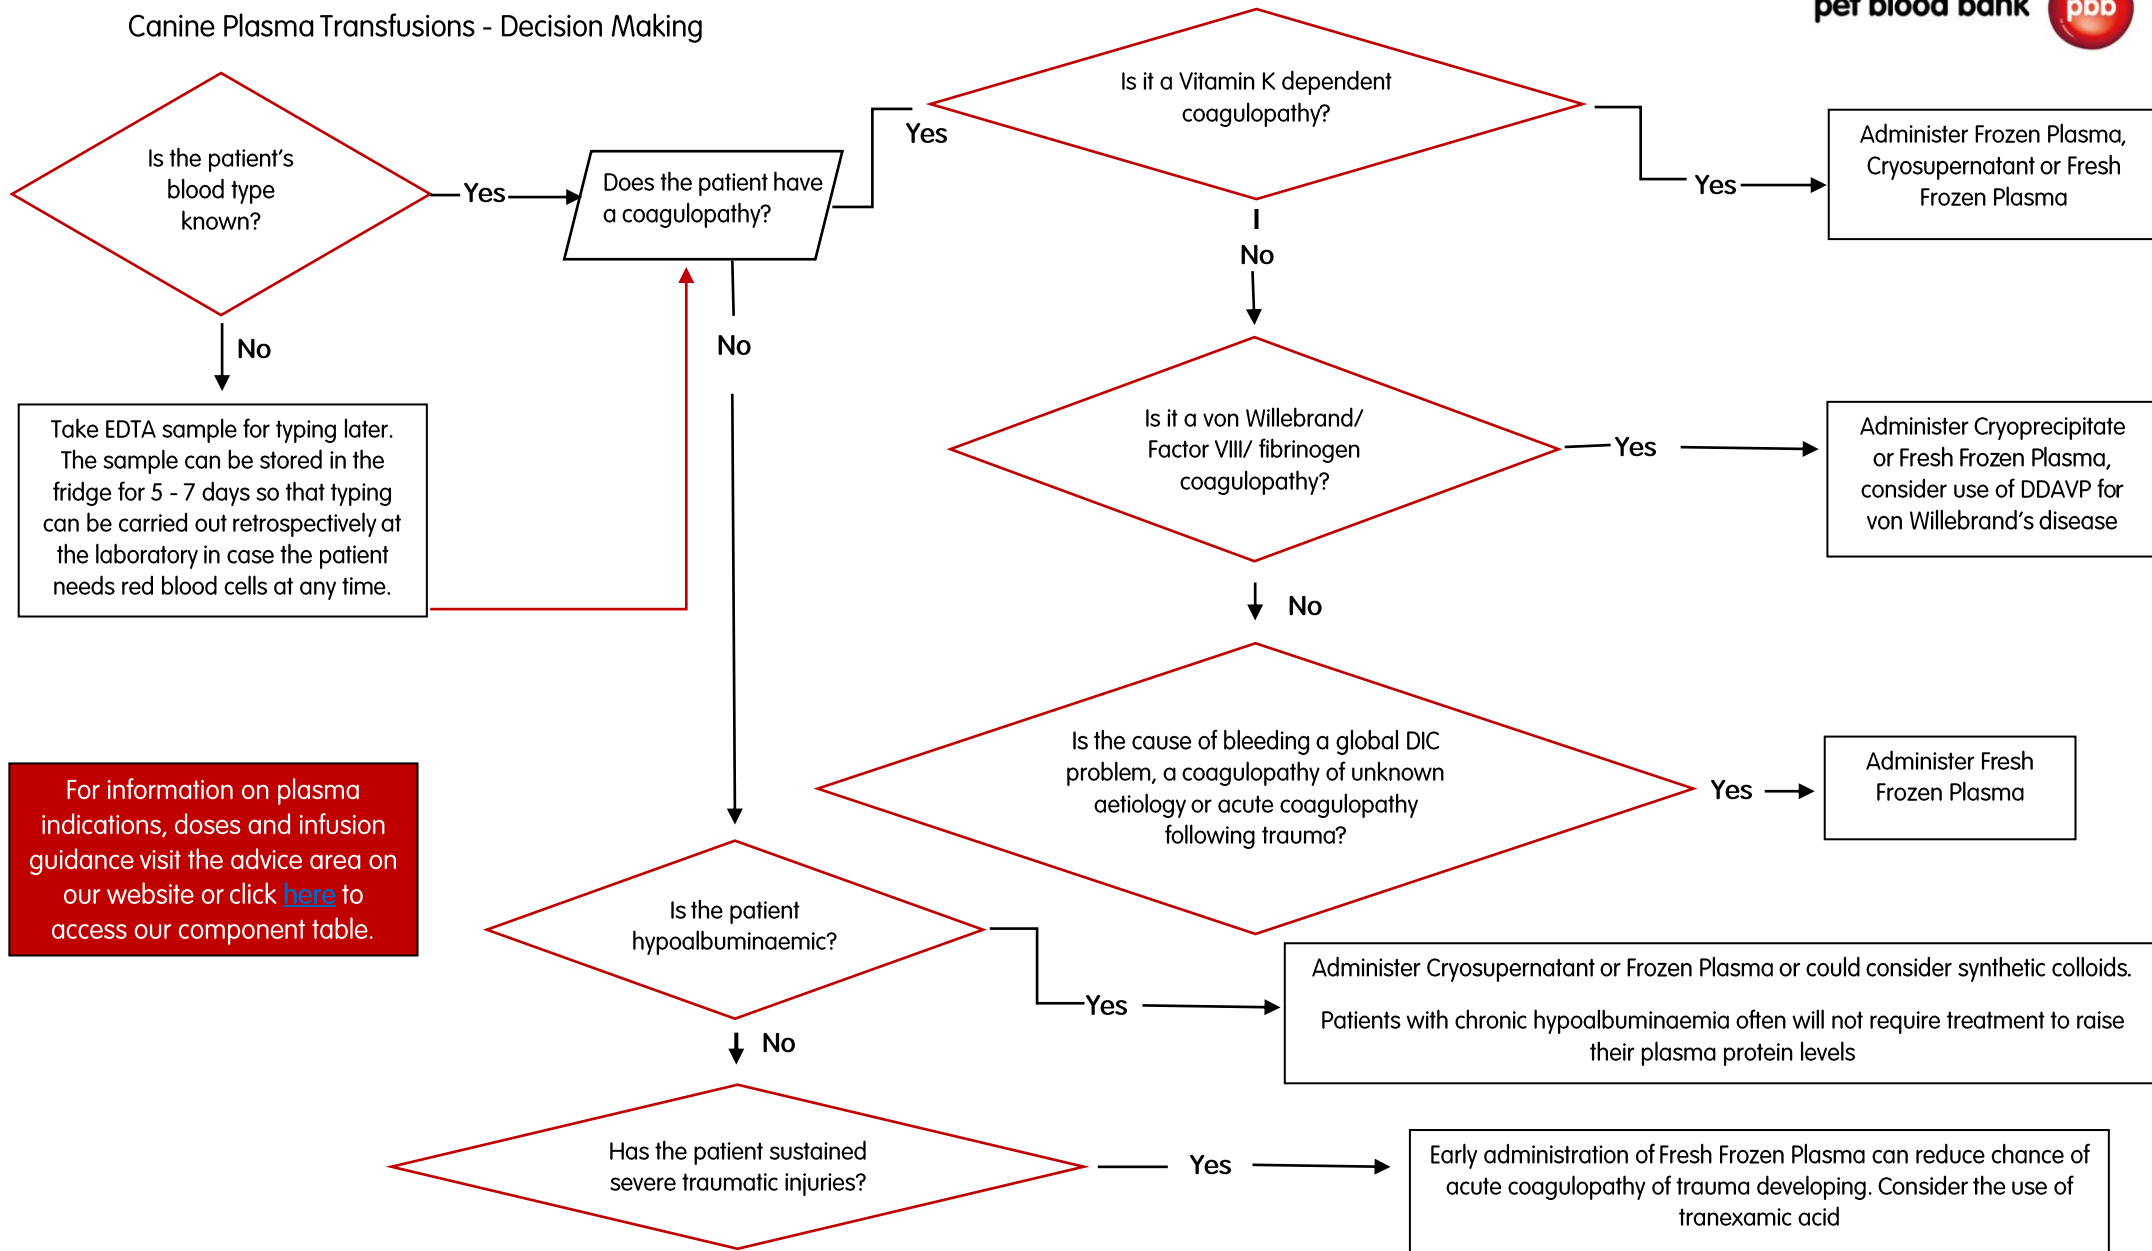 Canine Plasma Transfusions - Decision Making
pet blood bank
pbb
Is the patient's
blood type
known?
Yes
No
Take EDTA sample for typing later.
The sample can be stored in the
fridge for 5 - 7 days so that typing
can be carried out retrospectively at
the laboratory in case the patient
needs red blood cells at any time.
Does the patient have
a coagulopathy?
Yes
No
Is it a Vitamin K dependent
coagulopathy?
Yes
Administer Frozen Plasma,
Cryosupernatant or Fresh
Frozen Plasma
No
Is it a von Willebrand/
Factor VIII/ fibrinogen
coagulopathy?
Yes
Administer Cryoprecipitate
or Fresh Frozen Plasma,
consider use of DDAVP for
von Willebrand's disease
No
Is the cause of bleeding a global DIC
problem, a coagulopathy of unknown
aetiology or acute coagulopathy
following trauma?
Yes
Administer Fresh
Frozen Plasma
For information on plasma
indications, doses and infusion
guidance visit the advice area on
our website or click here to
access our component table.
Is the patient
hypoalbuminaemic?
Yes
Administer Cryosupernatant or Frozen Plasma or could consider synthetic colloids.
Patients with chronic hypoalbuminaemia often will not require treatment to raise
their plasma protein levels
No
Has the patient sustained
severe traumatic injuries?
Yes
Early administration of Fresh Frozen Plasma can reduce chance of
acute coagulopathy of trauma developing. Consider the use of
tranexamic acid